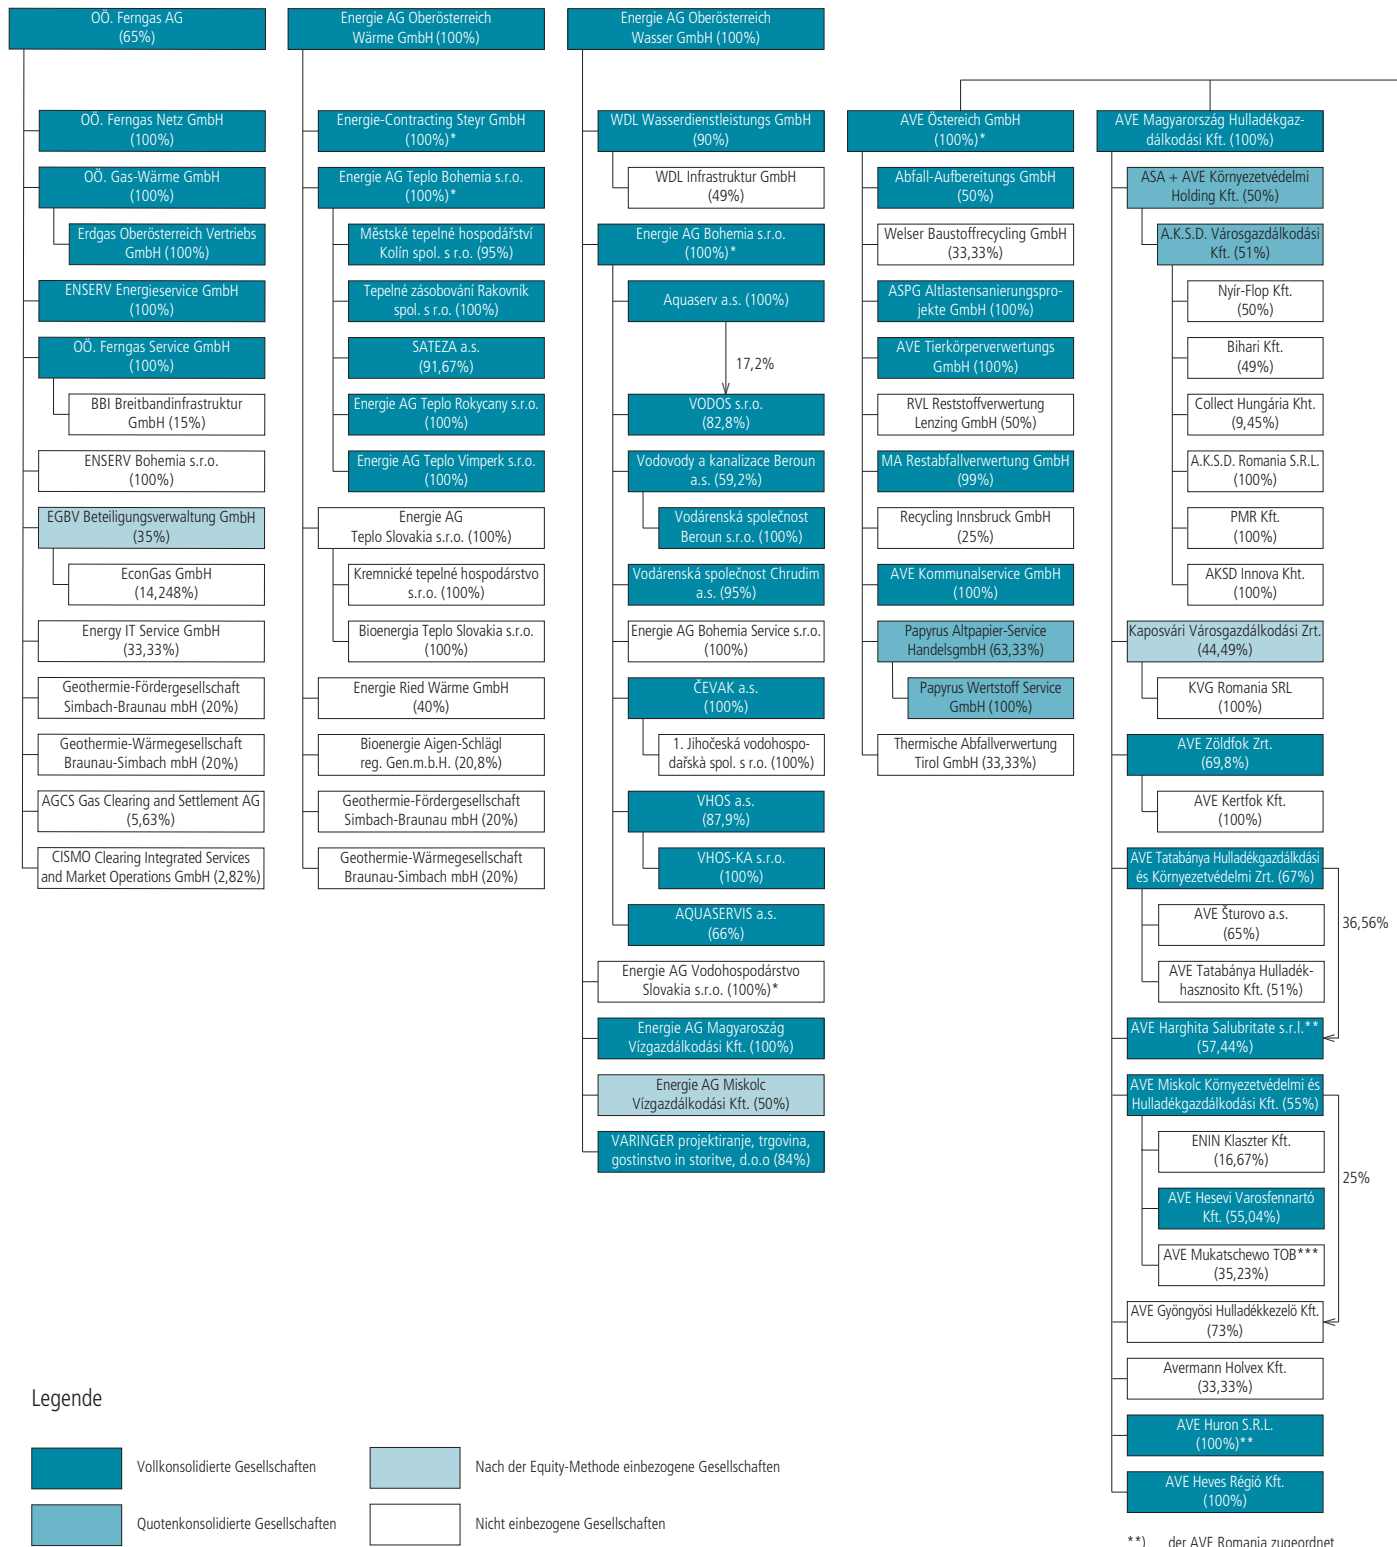 OÖ. Ferngas AG
(65%)
OÖ. Ferngas Netz GmbH
(100%)
OÖ. Gas-Wärme GmbH
(100%)
Erdgas Oberösterreich Vertriebs
GmbH (100%)
ENSERV Energieservice GmbH
(100%)
OÖ. Ferngas Service GmbH
(100%)
BBI Breitbandinfrastruktur
GmbH (15%)
ENSERV Bohemia s.r.o.
(100%)
EGBV Beteiligungsverwaltung GmbH
(35%)
EconGas GmbH
(14,248%)
Energy IT Service GmbH
(33,33%)
Geothermie-Fördergesellschaft
Simbach-Braunau mbH (20%)
Geothermie-Wärmegesellschaft
Braunau-Simbach mbH (20%)
AGCS Gas Clearing and Settlement AG
(5,63%)
CISMO Clearing Integrated Services
and Market Operations GmbH (2,82%)
Energie AG Oberösterreich
Wärme GmbH (100%)
Energie-Contracting Steyr GmbH
(100%)*
Energie AG Teplo Bohemia s.r.o.
(100%)*
Městské tepelné hospodářství
Kolín spol. s r.o. (95%)
Tepelné zásobování Rakovník
spol. s r.o. (100%)
SATEZA a.s.
(91,67%)
Energie AG Teplo Rokycany s.r.o.
(100%)
Energie AG Teplo Vimperk s.r.o.
(100%)
Energie AG
Teplo Slovakia s.r.o. (100%)
Kremnické tepelné hospodárstvo
s.r.o. (100%)
Bioenergia Teplo Slovakia s.r.o.
(100%)
Energie Ried Wärme GmbH
(40%)
Bioenergie Aigen-Schlägl
reg. Gen.m.b.H. (20,8%)
Geothermie-Fördergesellschaft
Simbach-Braunau mbH (20%)
Geothermie-Wärmegesellschaft
Braunau-Simbach mbH (20%)
Energie AG Oberösterreich
Wasser GmbH (100%)
WDL Wasserdienstleistungs GmbH
(90%)
WDL Infrastruktur GmbH
(49%)
Energie AG Bohemia s.r.o.
(100%)*
Aquaserv a.s. (100%)
17,2%
VODOS s.r.o.
(82,8%)
Vodovody a kanalizace Beroun
a.s. (59,2%)
Vodárenská společnost
Beroun s.r.o. (100%)
Vodárenská společnost Chrudim
a.s. (95%)
Energie AG Bohemia Service s.r.o.
(100%)
ČEVAK a.s.
(100%)
1. Jihočeská vodohospo-
dařskà spol. s r.o. (100%)
VHOS a.s.
(87,9%)
VHOS-KA s.r.o.
(100%)
AQUASERVIS a.s.
(66%)
Energie AG Vodohospodárstvo
Slovakia s.r.o. (100%)*
Energie AG Magyaroszág
Vízgazdálkodási Kft. (100%)
Energie AG Miskolc
Vízgazdálkodási Kft. (50%)
VARINGER projektiranje, trgovina,
gostinstvo in storitve, d.o.o (84%)
AVE Östereich GmbH
(100%)*
Abfall-Aufbereitungs GmbH
(50%)
Welser Baustoffrecycling GmbH
(33,33%)
ASPG Altlastensanierungspro-
jekte GmbH (100%)
AVE Tierkörperverwertungs
GmbH (100%)
RVL Reststoffverwertung
Lenzing GmbH (50%)
MA Restabfallverwertung GmbH
(99%)
Recycling Innsbruck GmbH
(25%)
AVE Kommunalservice GmbH
(100%)
Papyrus Altpapier-Service
HandelsgmbH (63,33%)
Papyrus Wertstoff Service
GmbH (100%)
Thermische Abfallverwertung
Tirol GmbH (33,33%)
AVE Magyarország Hulladékgaz-
dálkodási Kft. (100%)
ASA + AVE Környezetvédelmi
Holding Kft. (50%)
A.K.S.D. Városgazdálkodási
Kft. (51%)
Nyír-Flop Kft.
(50%)
Bihari Kft.
(49%)
Collect Hungária Kht.
(9,45%)
A.K.S.D. Romania S.R.L.
(100%)
PMR Kft.
(100%)
AKSD Innova Kht.
(100%)
Kaposvári Városgazdálkodási Zrt.
(44,49%)
KVG Romania SRL
(100%)
AVE Zöldfok Zrt.
(69,8%)
AVE Kertfok Kft.
(100%)
AVE Tatabánya Hulladékgazdálkdási
és Környezetvédelmi Zrt. (67%)
AVE Šturovo a.s.
(65%)
36,56%
AVE Tatabánya Hulladék-
hasznosito Kft. (51%)
AVE Harghita Salubritate s.r.l.**
(57,44%)
AVE Miskolc Környezetvédelmi és
Hulladékgazdálkodási Kft. (55%)
ENIN Klaszter Kft.
(16,67%)
25%
AVE Hesevi Varosfennartó
Kft. (55,04%)
AVE Mukatschewo TOB***
(35,23%)
AVE Gyöngyösi Hulladékkezelö Kft.
(73%)
Avermann Holvex Kft.
(33,33%)
AVE Huron S.R.L.
(100%)**
AVE Heves Régió Kft.
(100%)
Legende
Vollkonsolidierte Gesellschaften
Nach der Equity-Methode einbezogene Gesellschaften
Quotenkonsolidierte Gesellschaften
Nicht einbezogene Gesellschaften
**) der AVE Romania zugeordnet